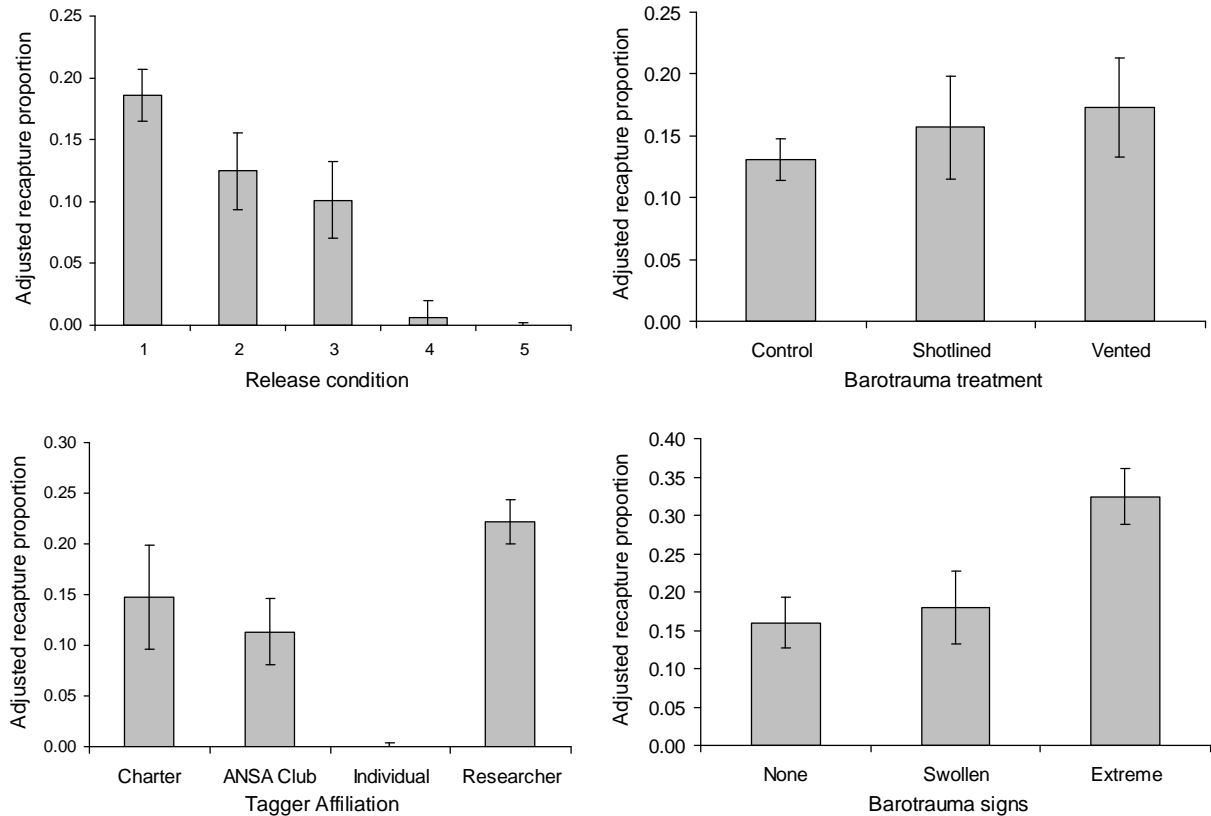 0.25
0.20
0.15
0.10
0.05
0.00
Adjusted recapture proportion
1 2 3 4 5
Release condition
0.25
0.20
0.15
0.10
0.05
0.00
Adjusted recapture proportion
Control Shotlined Vented
Barotrauma treatment
0.30
0.25
0.20
0.15
0.10
0.05
0.00
Adjusted recapture proportion
Charter ANSA Club Individual Researcher
Tagger Affiliation
0.40
0.35
0.30
0.25
0.20
0.15
0.10
0.05
0.00
Adjusted recapture proportion
None Swollen Extreme
Barotrauma signs